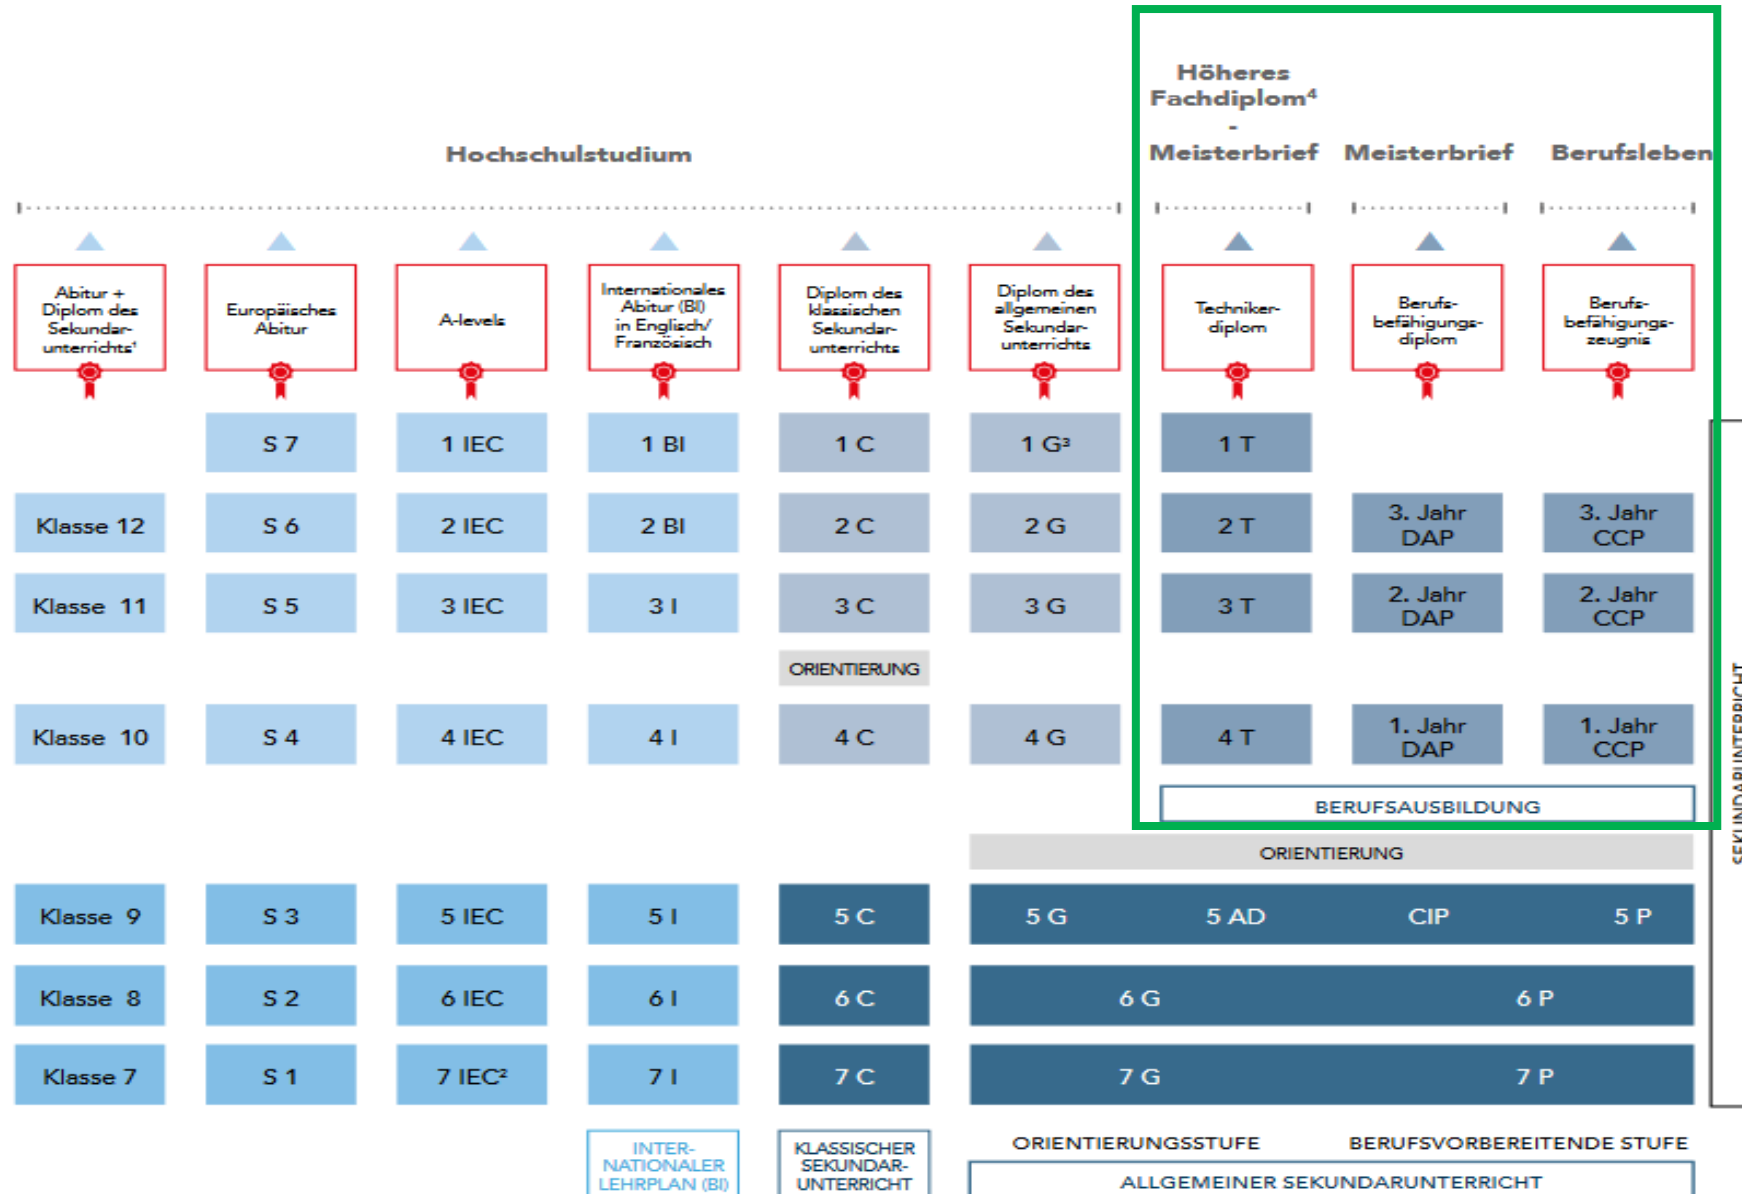 Höheres
Fachdiplom⁴
-
Hochschulstudium
Meisterbrief
Meisterbrief
Berufsleben
Abitur +
Diplom des
Sekundar-
unterrichts¹
Europäisches
Abitur
A-levels
Internationales
Abitur (BI)
in Englisch/
Französisch
Diplom des
klassischen
Sekundar-
unterrichts
Diplom des
allgemeinen
Sekundar-
unterrichts
Techniker-
diplom
Berufs-
befähigungs-
diplom
Berufs-
befähigungs-
zeugnis
S 7
1 IEC
1 BI
1 C
1 G³
1 T
Klasse 12
S 6
2 IEC
2 BI
2 C
2 G
2 T
3. Jahr
DAP
3. Jahr
CCP
Klasse 11
S 5
3 IEC
3 I
3 C
3 G
3 T
2. Jahr
DAP
2. Jahr
CCP
ORIENTIERUNG
Klasse 10
S 4
4 IEC
4 I
4 C
4 G
4 T
1. Jahr
DAP
1. Jahr
CCP
BERUFSAUSBILDUNG
ORIENTIERUNG
Klasse 9
S 3
5 IEC
5 I
5 C
5 G
5 AD
CIP
5 P
Klasse 8
S 2
6 IEC
6 I
6 C
6 G
6 P
Klasse 7
S 1
7 IEC²
7 I
7 C
7 G
7 P
INTER-
NATIONALER
LEHRPLAN (BI)
KLASSISCHER
SEKUNDAR-
UNTERRICHT
ORIENTIERUNGSSTUFE
BERUFSVORBEREITENDE STUFE
ALLGEMEINER SEKUNDARUNTERRICHT
SEKUNDARUNTERRICHT